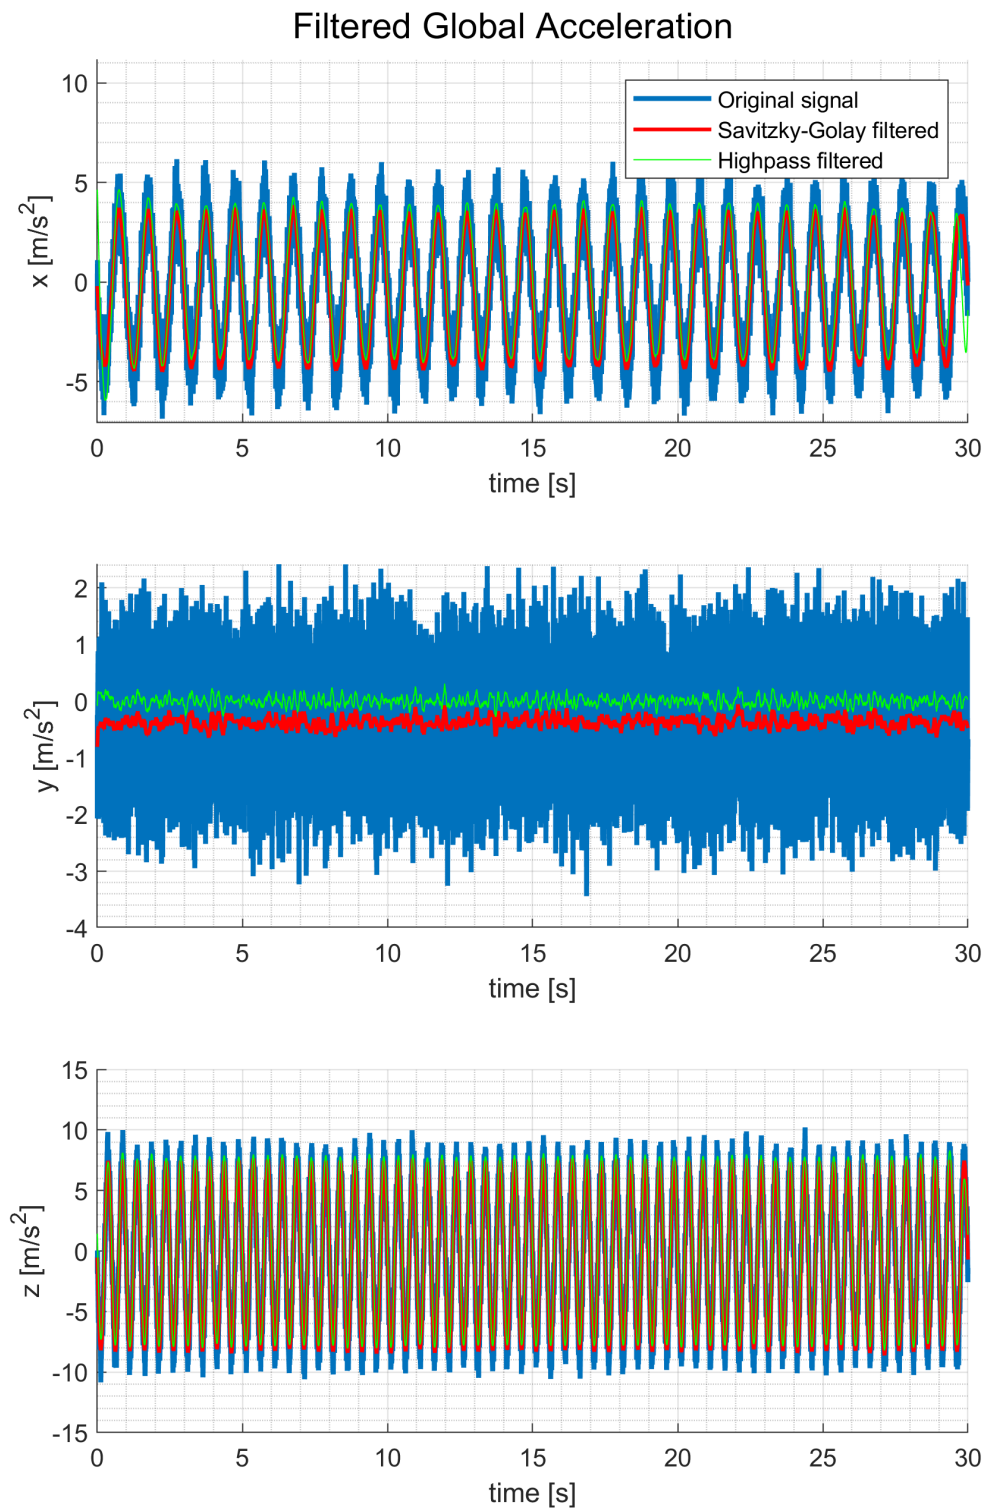 Filtered Global Acceleration
10
5
0
-5
x [m/s²]
Original signal
Savitzky-Golay filtered
Highpass filtered
0 5 10 15 20 25 30
time [s]
2
1
0
-1
-2
-3
-4
y [m/s²]
0 5 10 15 20 25 30
time [s]
15
10
5
0
-5
-10
-15
z [m/s²]
0 5 10 15 20 25 30
time [s]